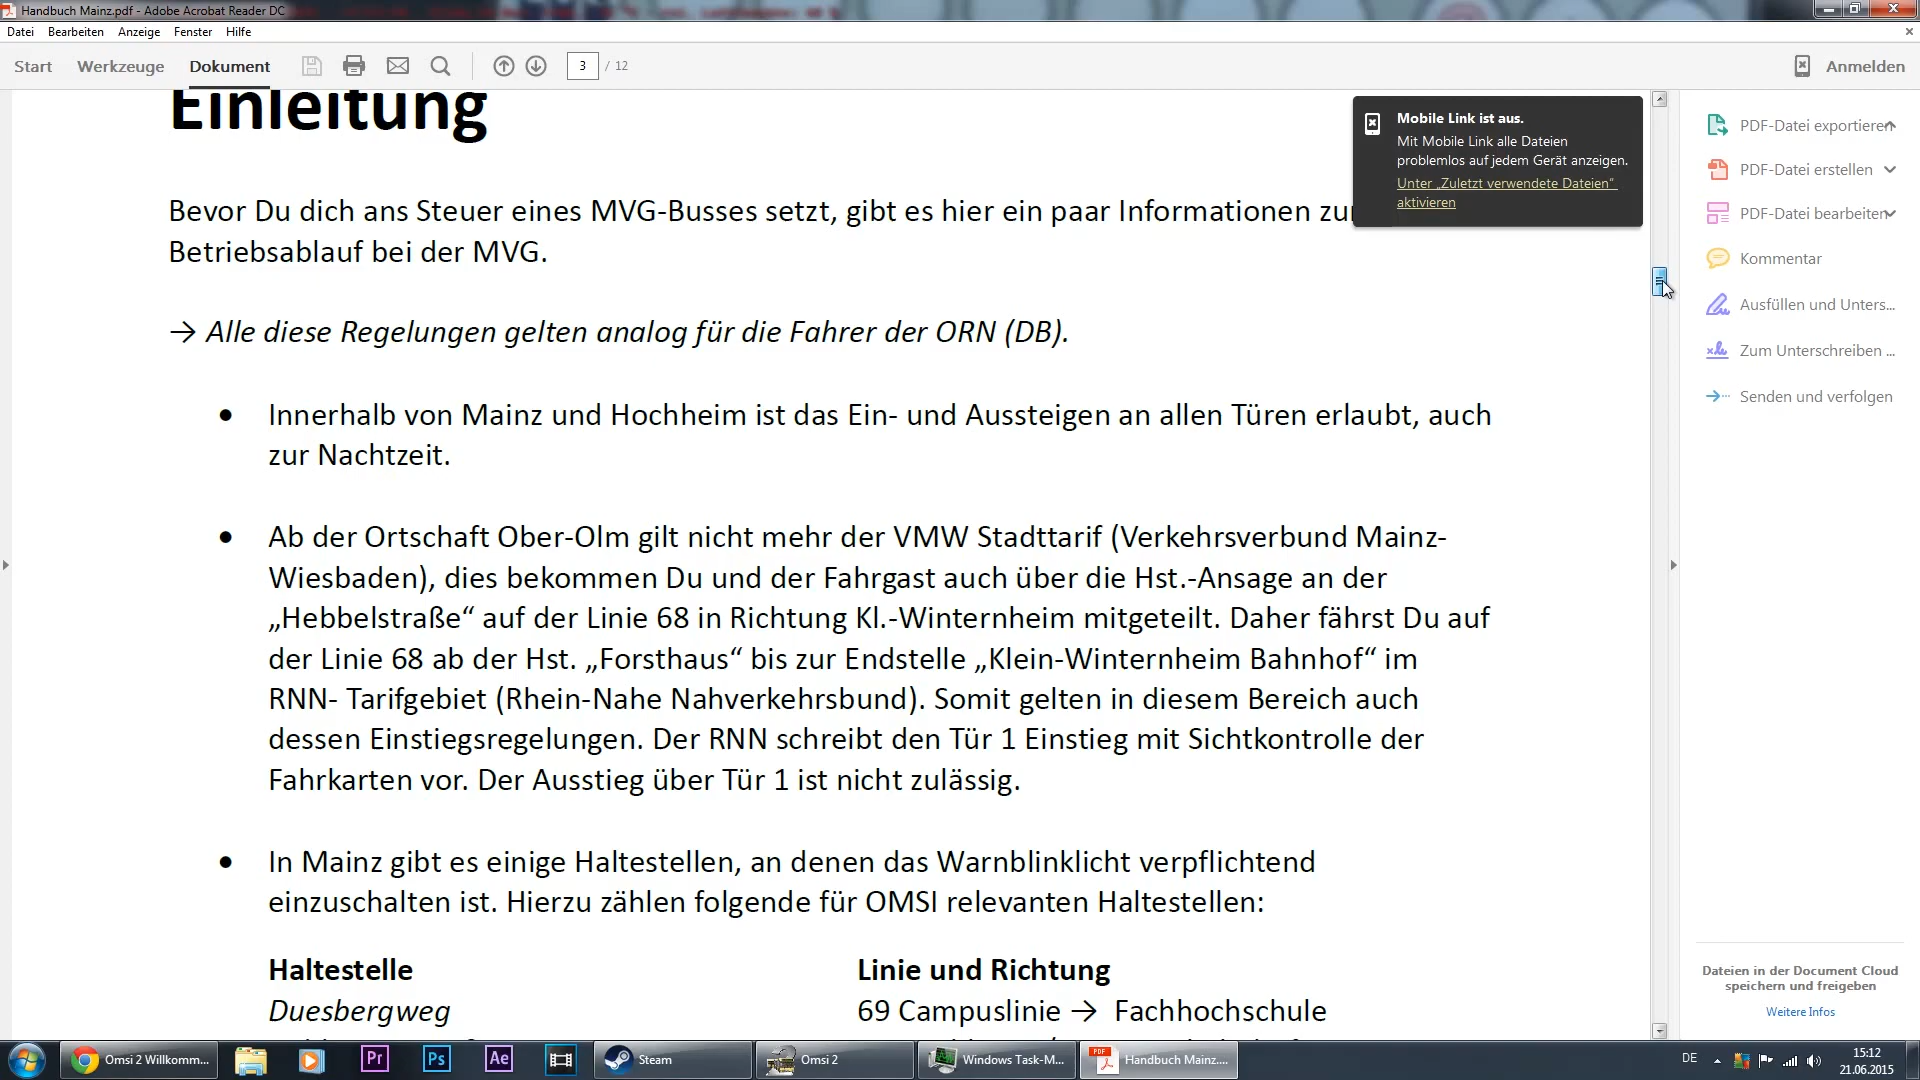 Handbuch Mainz.pdf - Adobe Acrobat Reader DC
Datei Bearbeiten Anzeige Fenster Hilfe
Start Werkzeuge Dokument 3 / 12 Anmelden
Einleitung
Mobile Link ist aus.
Mit Mobile Link alle Dateien
problemlos auf jedem Gerät anzeigen.
Unter „Zuletzt verwendete Dateien“
aktivieren
Bevor Du dich ans Steuer eines MVG-Busses setzt, gibt es hier ein paar Informationen
Betriebsablauf bei der MVG.
→ Alle diese Regelungen gelten analog für die Fahrer der ORN (DB).
• Innerhalb von Mainz und Hochheim ist das Ein- und Aussteigen an allen Türen erlaubt, auch
zur Nachtzeit.
• Ab der Ortschaft Ober-Olm gilt nicht mehr der VMW Stadttarif (Verkehrsverbund Mainz-
Wiesbaden), dies bekommen Du und der Fahrgast auch über die Hst.-Ansage an der
„Hebbelstraße“ auf der Linie 68 in Richtung Kl.-Winternheim mitgeteilt. Daher fährst Du auf
der Linie 68 ab der Hst. „Forsthaus“ bis zur Endstelle „Klein-Winternheim Bahnhof“ im
RNN- Tarifgebiet (Rhein-Nahe Nahverkehrsbund). Somit gelten in diesem Bereich auch
dessen Einstiegsregelungen. Der RNN schreibt den Tür 1 Einstieg mit Sichtkontrolle der
Fahrkarten vor. Der Ausstieg über Tür 1 ist nicht zulässig.
• In Mainz gibt es einige Haltestellen, an denen das Warnblinklicht verpflichtend
einzuschalten ist. Hierzu zählen folgende für OMSI relevanten Haltestellen:
Haltestelle Linie und Richtung
Duesbergweg 69 Campuslinie → Fachhochschule
PDF-Datei exportieren
PDF-Datei erstellen
PDF-Datei bearbeiten
Kommentar
Ausfüllen und Unters...
Zum Unterschreiben ...
Senden und verfolgen
Dateien in der Document Cloud
speichern und freigeben
Weitere Infos
Omsi 2 Willkomm... Pr Ps Ae Steam Omsi 2 Windows Task-M... PDF Handbuch Mainz.... DE 15:12
21.06.2015